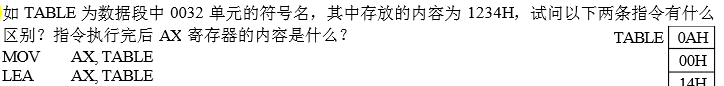 如 TABLE 为数据段中 0032 单元的符号名，其中存放的内容为 1234H，试问以下两条指令有什么
区别？指令执行完后 AX 寄存器的内容是什么？
TABLE 0AH
MOV AX, TABLE
00H
LEA AX, TABLE
14H